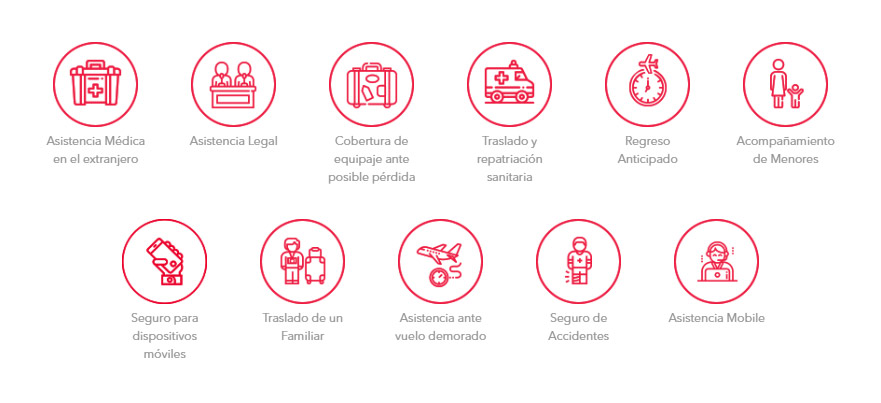 Asistencia Médica
en el extranjero
Asistencia Legal
Cobertura de
equipaje ante
posible pérdida
Traslado y
repatriación
sanitaria
Regreso
Anticipado
Acompañamiento
de Menores
Seguro para
dispositivos
móviles
Traslado de un
Familiar
Asistencia ante
vuelo demorado
Seguro de
Accidentes
Asistencia Mobile